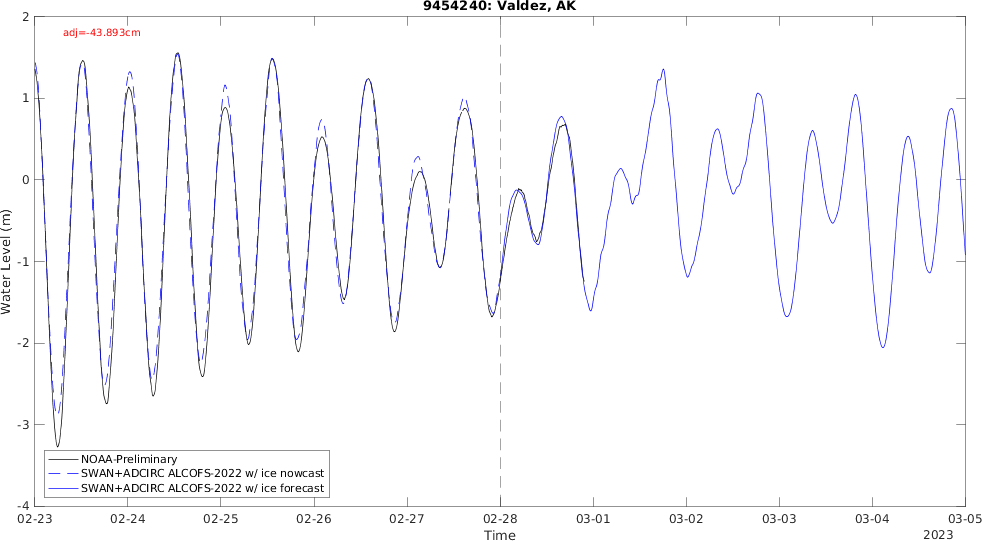 9454240: Valdez, AK
adj=-43.893cm
Water Level (m)
2
1
0
-1
-2
-3
-4
NOAA-Preliminary
SWAN+ADCIRC ALCOFS-2022 w/ ice nowcast
SWAN+ADCIRC ALCOFS-2022 w/ ice forecast
02-23 02-24 02-25 02-26 02-27 02-28 03-01 03-02 03-03 03-04 03-05
Time
2023